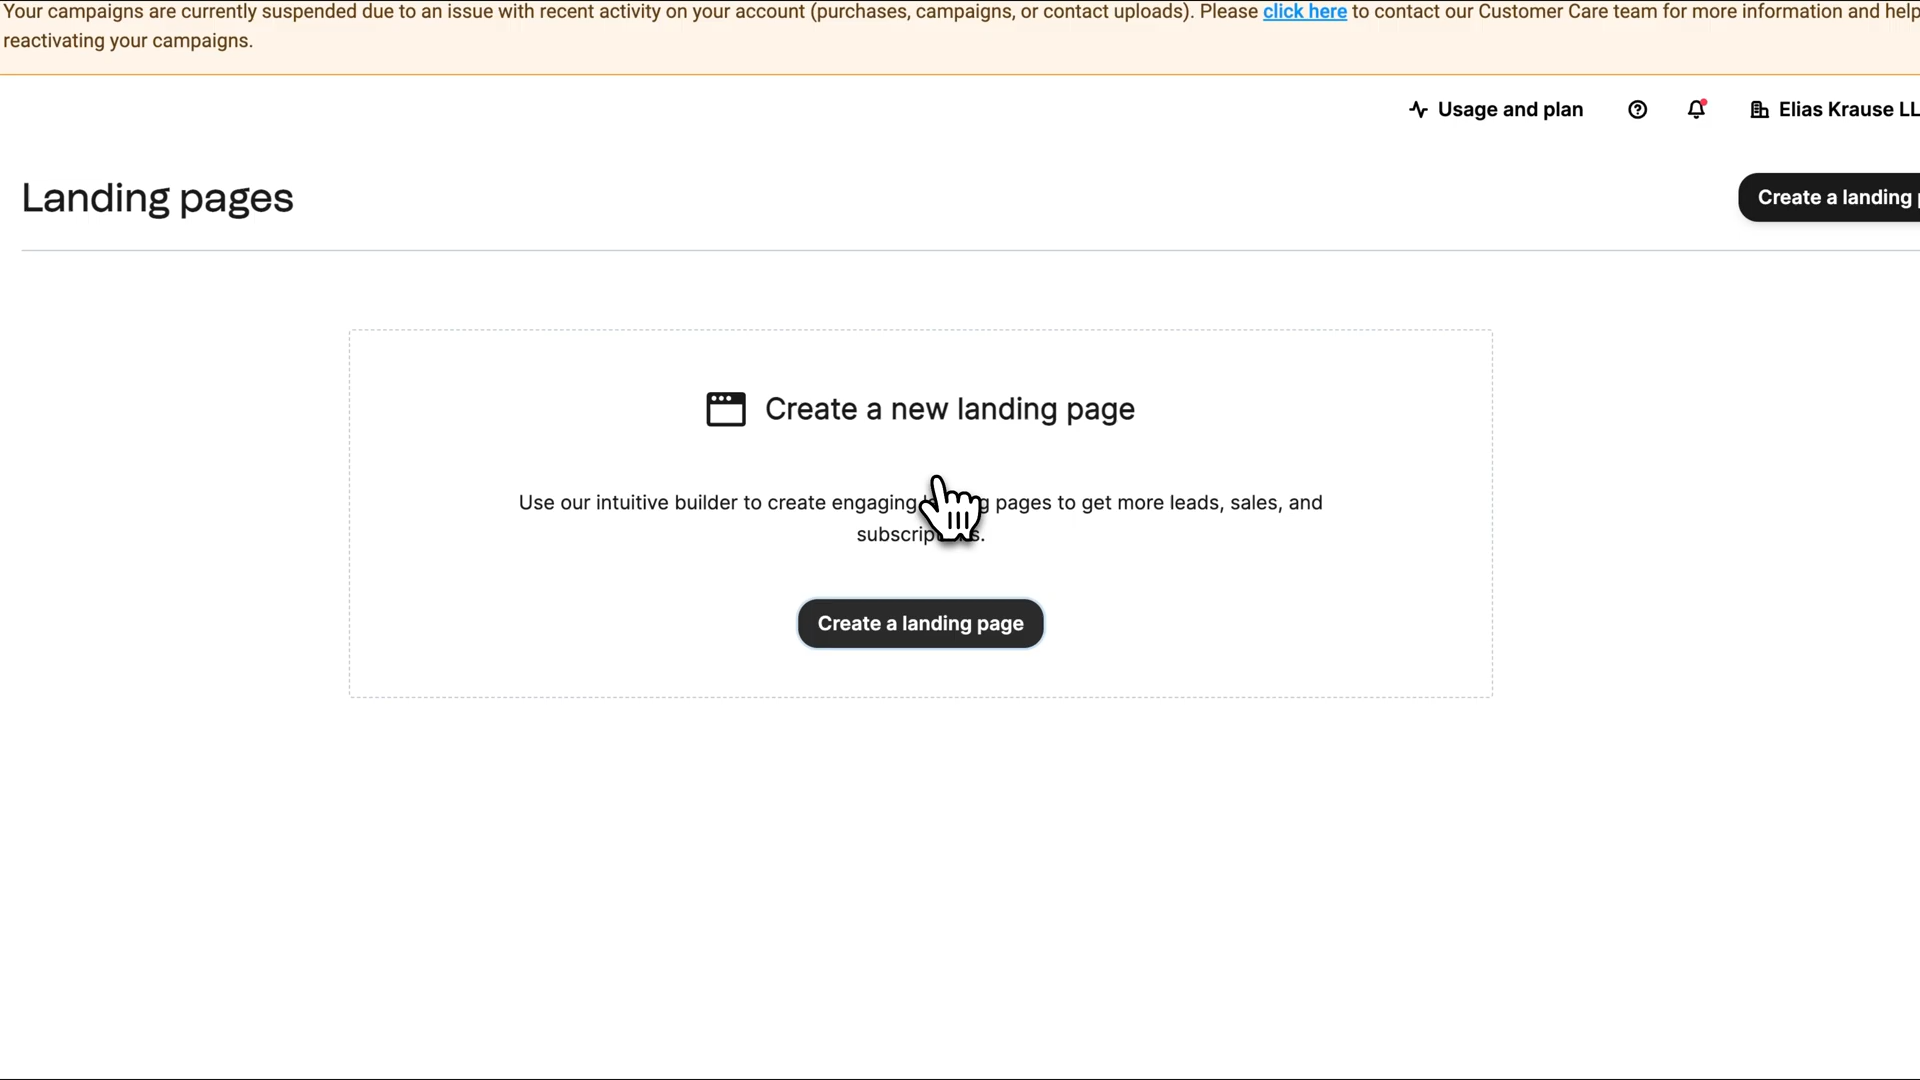 Your campaigns are currently suspended due to an issue with recent activity on your account (purchases, campaigns, or contact uploads). Please click here to contact our Customer Care team for more information and help
reactivating your campaigns.
Usage and plan
Elias Krause LL
Landing pages
Create a landing
Create a new landing page
Use our intuitive builder to create engaging pages to get more leads, sales, and
Create a landing page